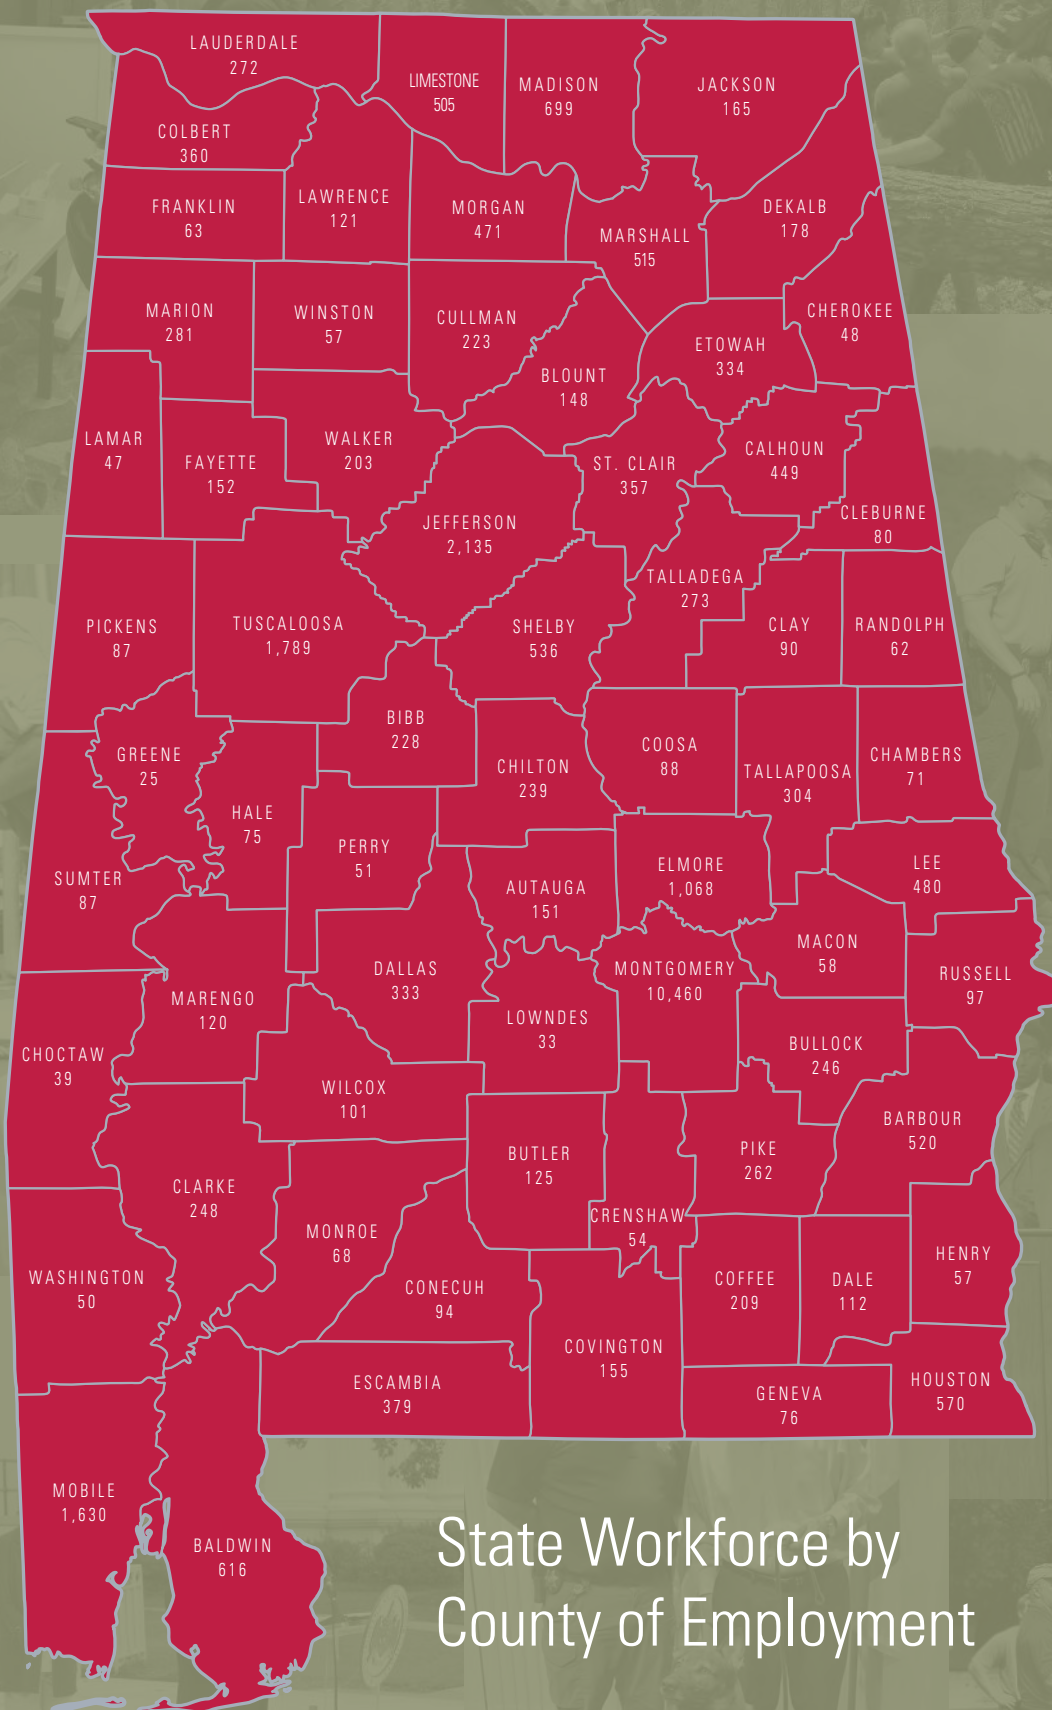 LAUDERDALE
272
LIMESTONE
505
MADISON
699
JACKSON
165
COLBERT
360
FRANKLIN
63
LAWRENCE
121
MORGAN
471
MARSHALL
515
DEKALB
178
MARION
281
WINSTON
57
CULLMAN
223
CHEROKEE
48
ETOWAH
334
BLOUNT
148
LAMAR
47
FAYETTE
152
WALKER
203
ST. CLAIR
357
CALHOUN
449
JEFFERSON
2,135
CLEBURNE
80
TALLADEGA
273
PICKENS
87
TUSCALOOSA
1,789
SHELBY
536
CLAY
90
RANDOLPH
62
BIBB
228
GREENE
25
CHILTON
239
COOSA
88
TALLAPOOSA
304
CHAMBERS
71
HALE
75
PERRY
51
SUMTER
87
AUTAUGA
151
ELMORE
1,068
LEE
480
MACON
58
DALLAS
333
MONTGOMERY
10,460
RUSSELL
97
MARENGO
120
LOWNDES
33
BULLOCK
246
CHOCTAW
39
WILCOX
101
BARBOUR
520
BUTLER
125
PIKE
262
CLARKE
248
CRENSHAW
54
MONROE
68
HENRY
57
WASHINGTON
50
CONECUH
94
COFFEE
209
DALE
112
COVINGTON
155
ESCAMBIA
379
GENEVA
76
HOUSTON
570
MOBILE
1,630
BALDWIN
616
State Workforce by
County of Employment